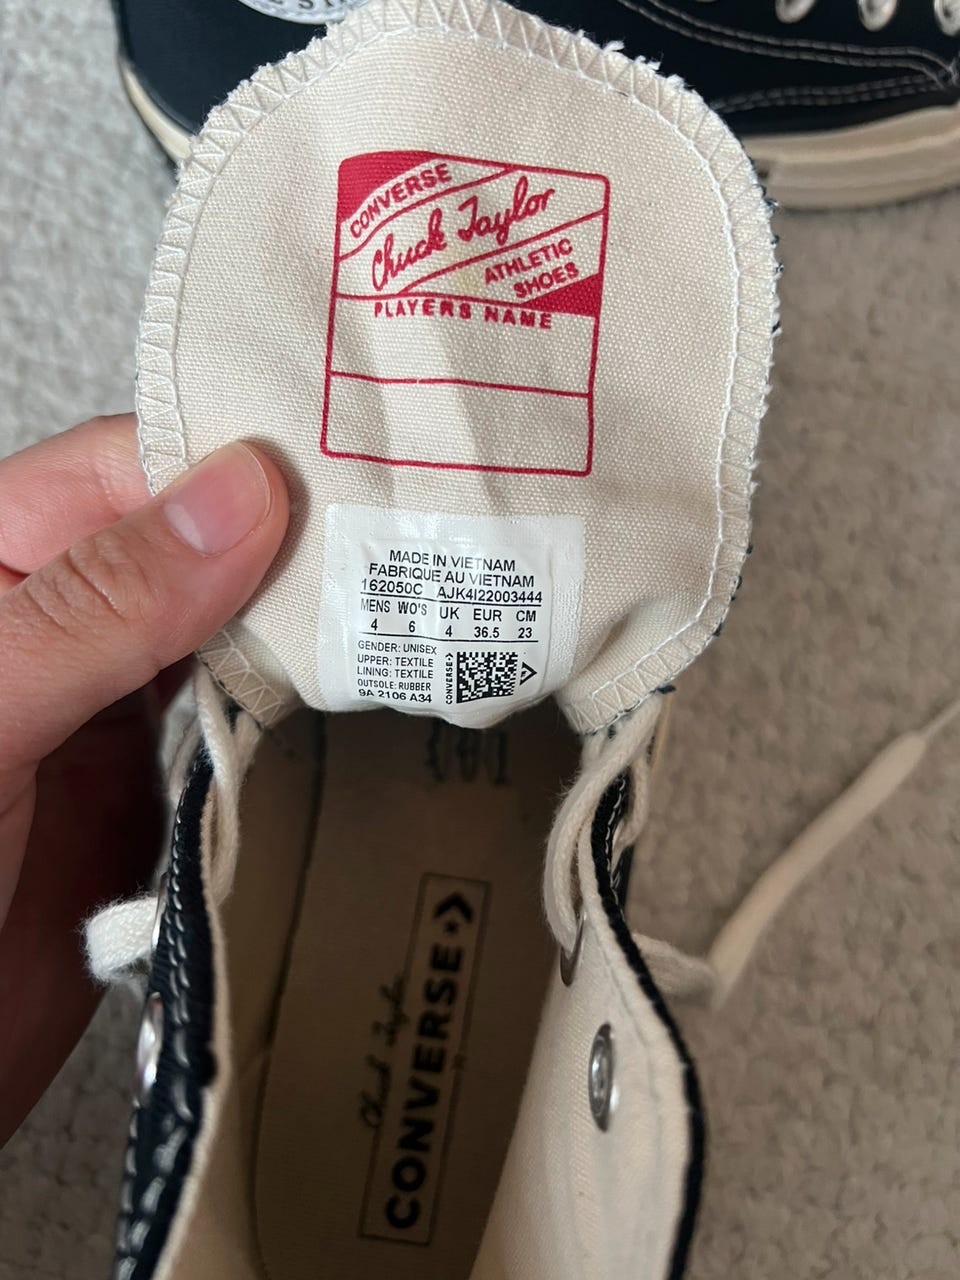 CONVERSE
Chuck Taylor
ATHLETIC
SHOES
PLAYERS NAME
MADE IN VIETNAM
FABRIQUE AU VIETNAM
162050C AJK4I22003444
MENS WO'S UK EUR CM
4 6 4 36.5 23
GENDER: UNISEX
UPPER: TEXTILE
LINING: TEXTILE
OUTSOLE: RUBBER
9A 2106 A34
CONVERSE
Chuck Taylor
CONVERSE